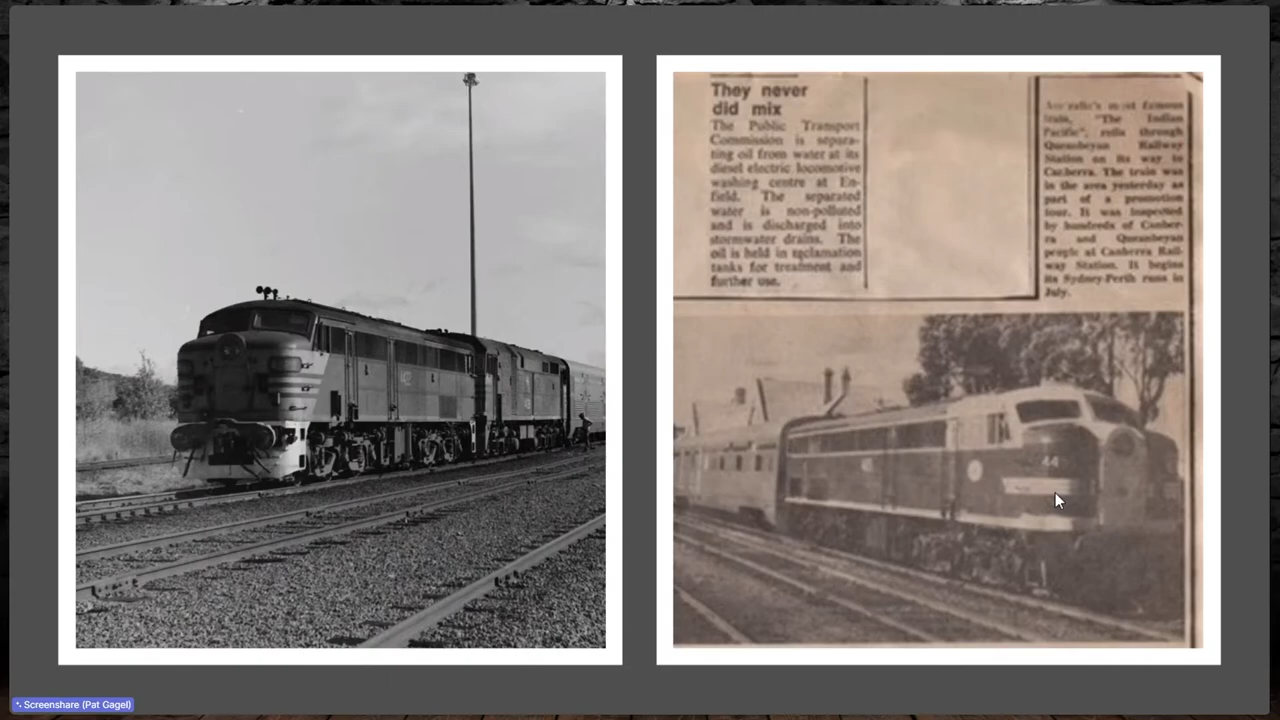 They never
did mix
The Public Transport
Commission is separa-
ting oil from water at its
diesel electric locomotive
washing centre at En-
field. The separated
water is non-polluted
and is discharged into
stormwater drains. The
oil is held in reclamation
tanks for treatment and
further use.
Australia's most famous
train, "The Indian
Pacific", rolls through
Queanbeyan Railway
Station on its way to
Canberra. The train was
in the area yesterday as
part of a promotion
tour. It was inspected
by hundreds of Canber-
ra and Queanbeyan
people at Canberra Rail-
way Station. It begins
its Sydney-Perth runs in
July.
44
Screenshare (Pat Gagel)